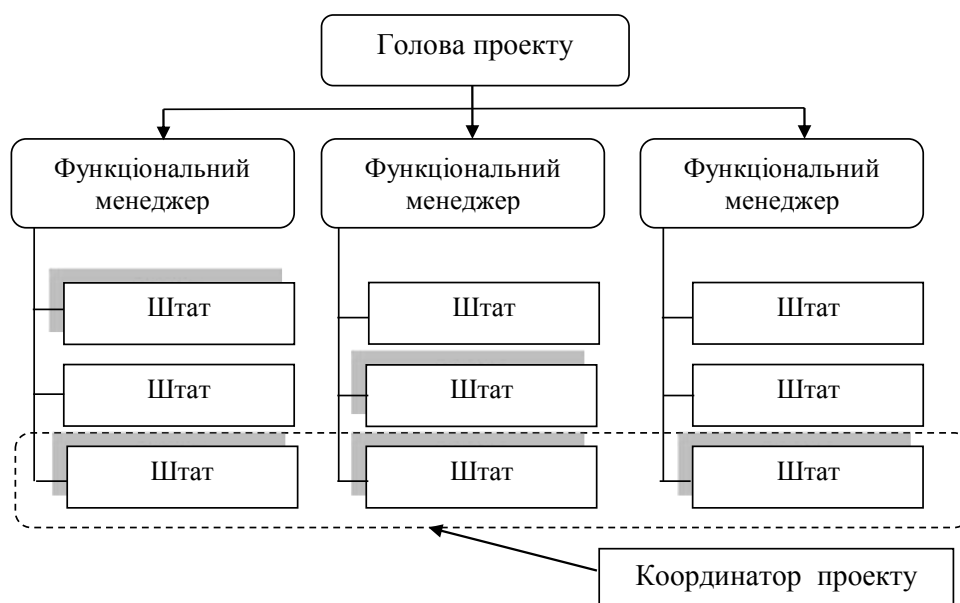 Голова проекту
Функціональний
менеджер
Функціональний
менеджер
Функціональний
менеджер
Штат
Штат
Штат
Штат
Штат
Штат
Штат
Штат
Штат
Координатор проекту